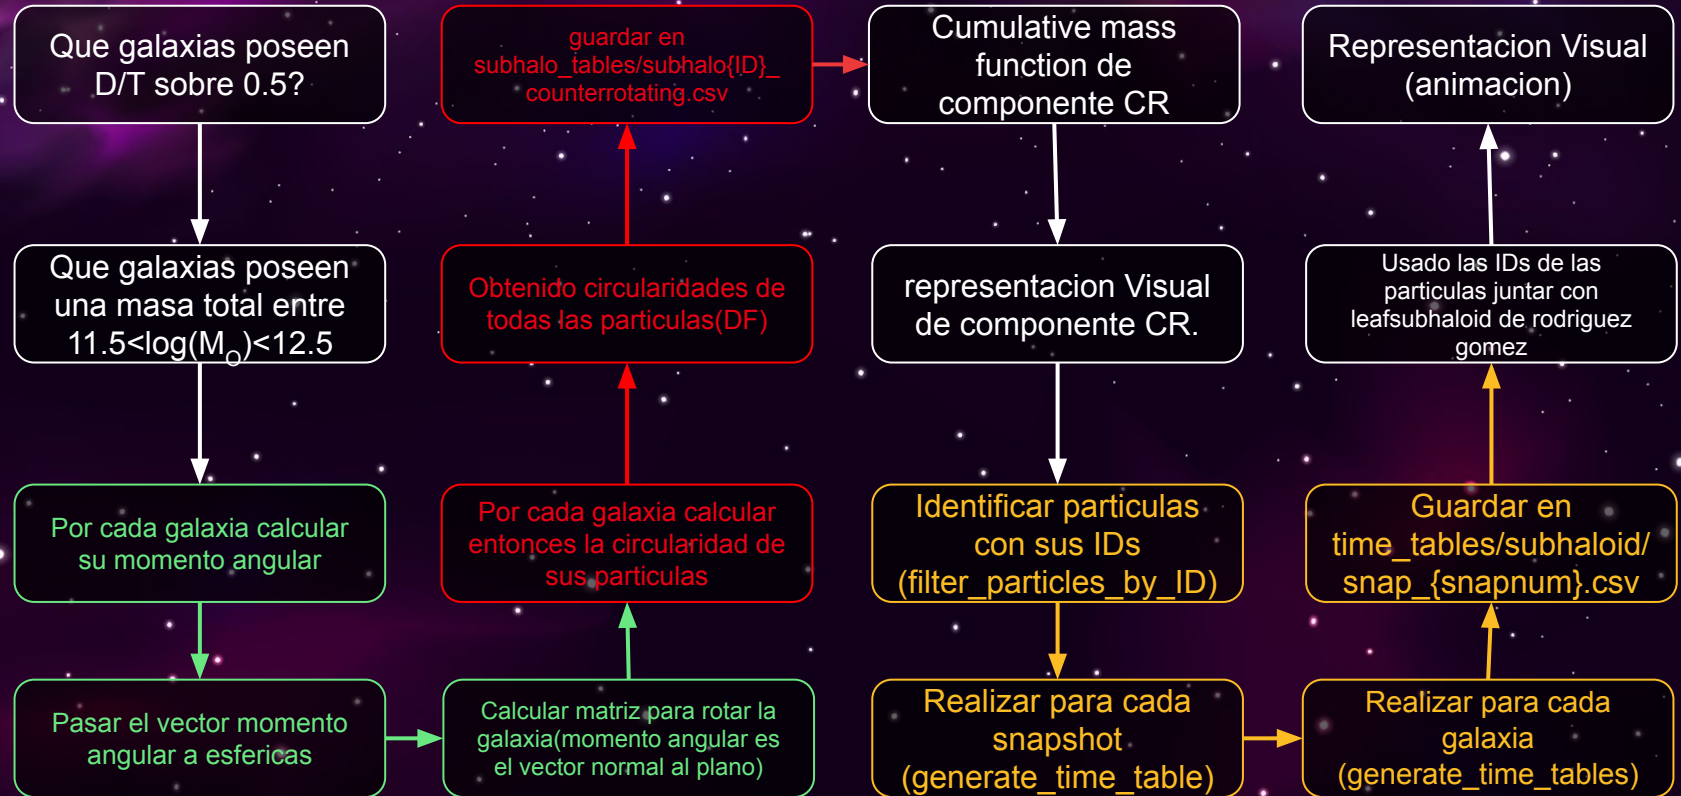 Que galaxias poseen
D/T sobre 0.5?
Que galaxias poseen
una masa total entre
11.5<log(M_O)<12.5
Por cada galaxia calcular
su momento angular
Pasar el vector momento
angular a esfericas
Calcular matriz para rotar la
galaxia(momento angular es
el vector normal al plano)
Por cada galaxia calcular
entonces la circularidad de
sus particulas
Obtenido circularidades de
todas las particulas(DF)
guardar en
subhalo_tables/subhalo{ID}_
counterrotating.csv
Cumulative mass
function de
componente CR
representacion Visual
de componente CR.
Identificar particulas
con sus IDs
(filter_particles_by_ID)
Realizar para cada
snapshot
(generate_time_table)
Realizar para cada
galaxia
(generate_time_tables)
Guardar en
time_tables/subhaloid/
snap_{snapnum}.csv
Usado las IDs de las
particulas juntar con
leafsubhaloid de rodriguez
gomez
Representacion Visual
(animacion)